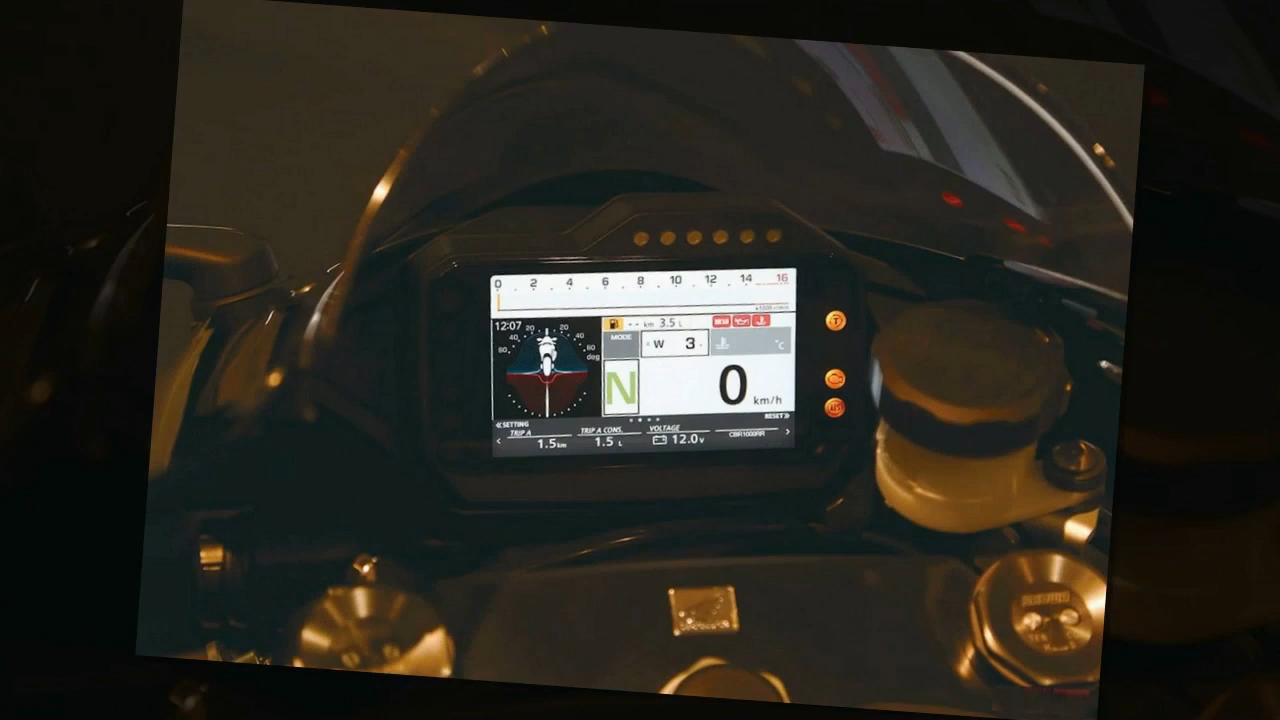 0 2 4 6 8 10 12 14 16
12:07
20 20
40 40
60 60
deg
-- km 3.5 L
MODE
W 3
°C
N
0 km/h
SETTING
RESET
TRIP A
1.5 km
TRIP A CONS.
1.5 L
VOLTAGE
12.0 V
CBR1000RR
T
ABS